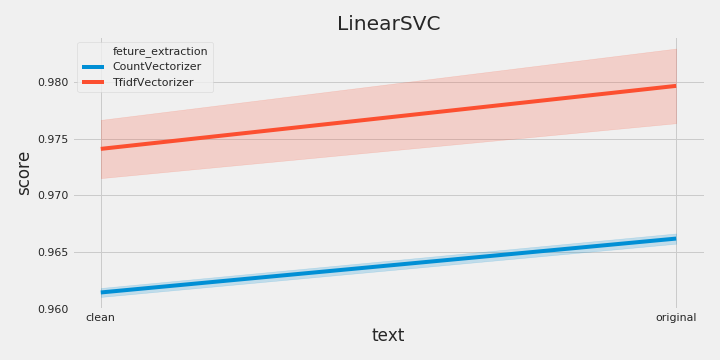 LinearSVC
feture_extraction
CountVectorizer
TfidfVectorizer
0.980
0.975
0.970
0.965
0.960
score
clean
original
text